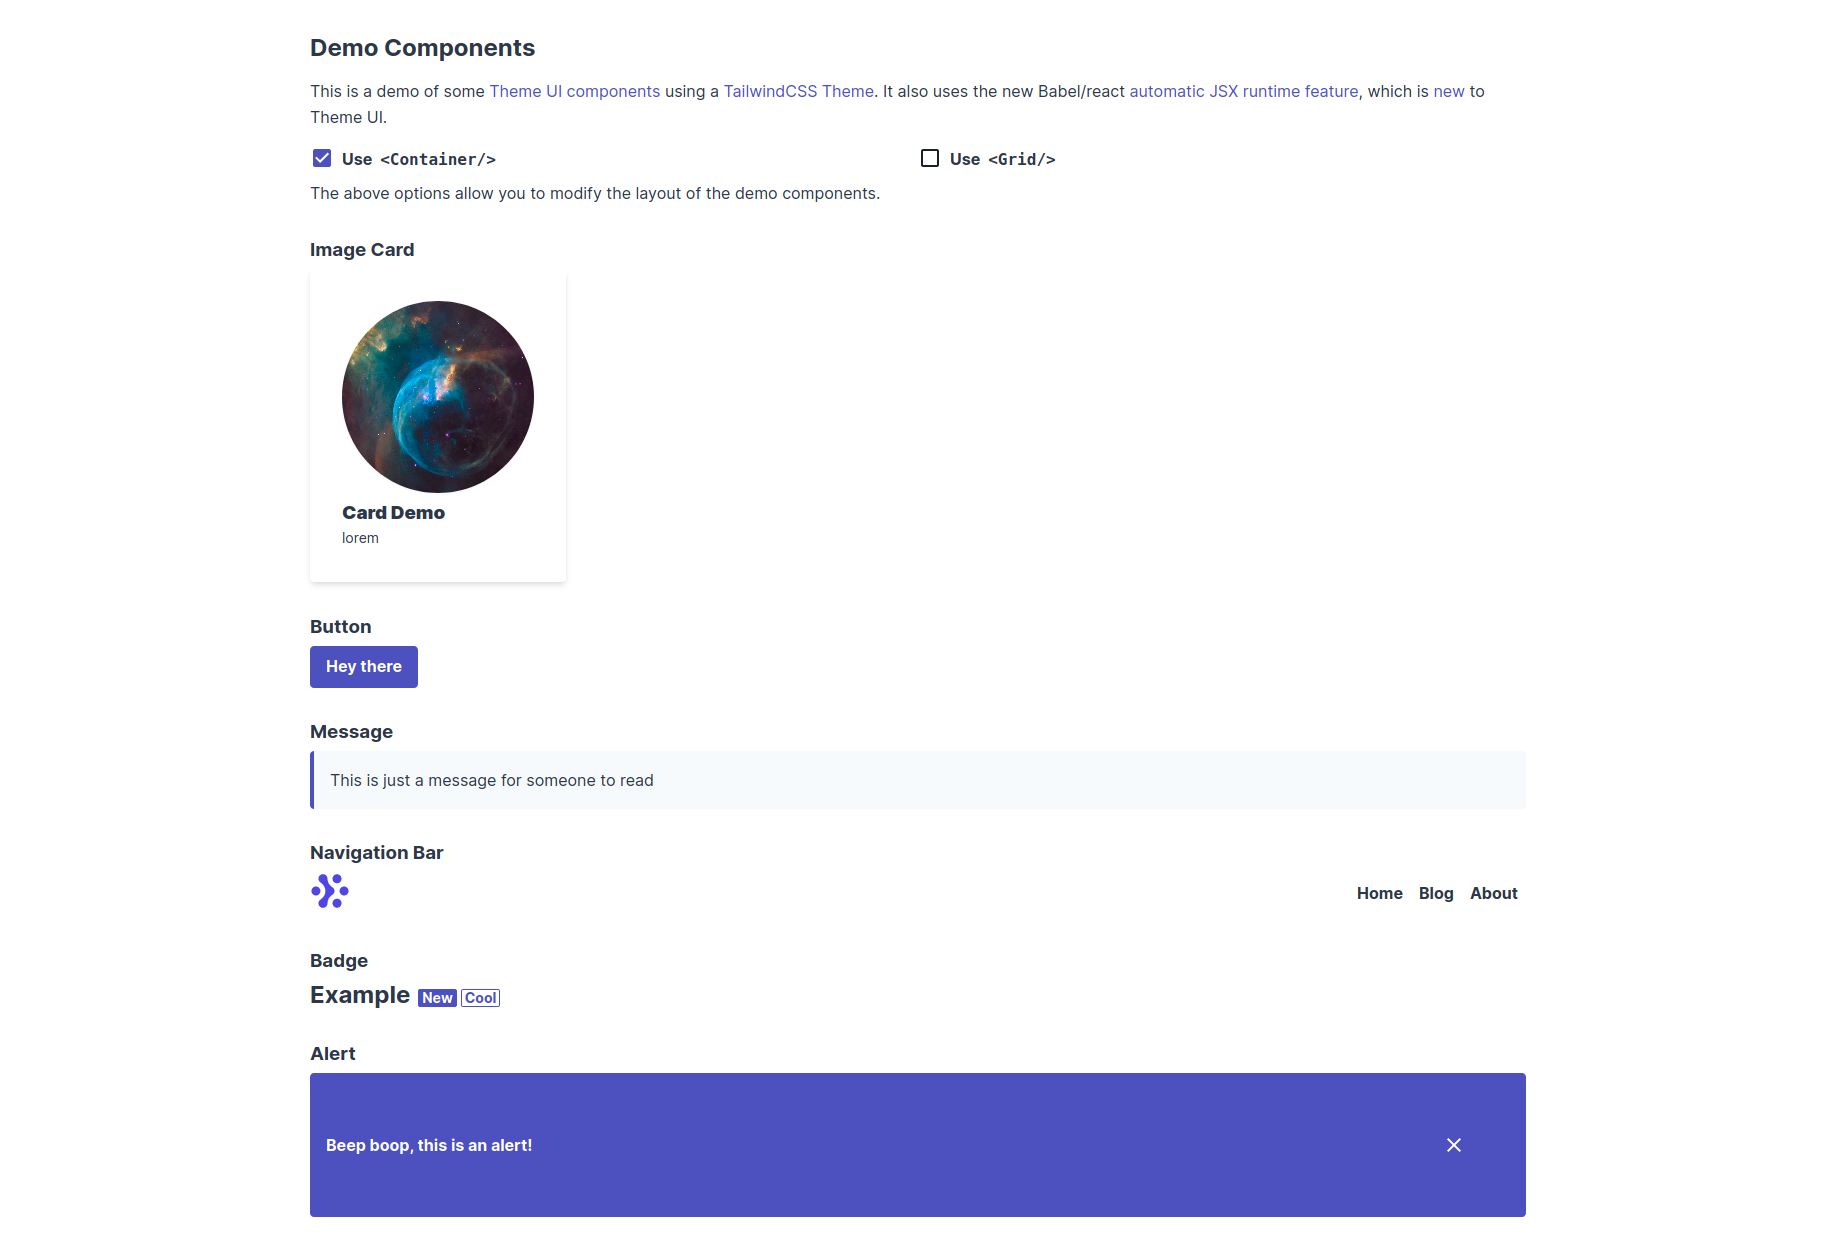 Demo Components
This is a demo of some Theme UI components using a TailwindCSS Theme. It also uses the new Babel/react automatic JSX runtime feature, which is new to
Theme UI.
Use <Container/>
Use <Grid/>
The above options allow you to modify the layout of the demo components.
Image Card
Card Demo
lorem
Button
Hey there
Message
This is just a message for someone to read
Navigation Bar
Home Blog About
Badge
Example New Cool
Alert
Beep boop, this is an alert!